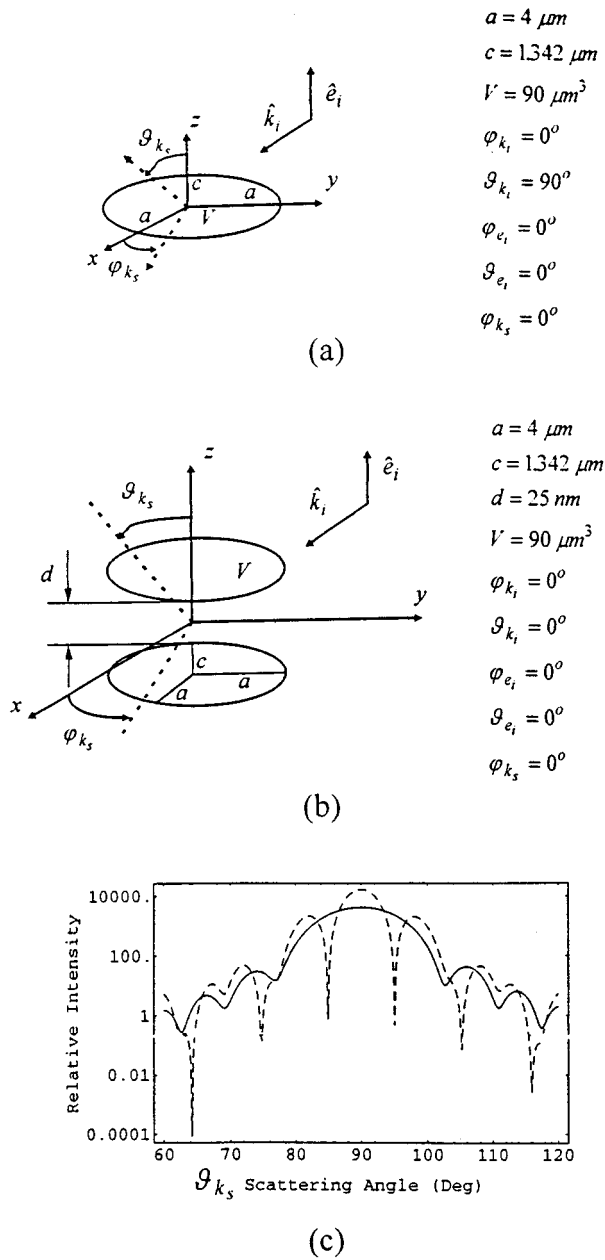 a = 4 μm
c = 1.342 μm
V = 90 μm³
φ_{k_i} = 0°
ϑ_{k_i} = 90°
φ_{e_i} = 0°
ϑ_{e_i} = 0°
φ_{k_s} = 0°
ê_i
k̂_i
z
ϑ_{k_s}
c
a
y
a
V
x
φ_{k_s}
(a)
a = 4 μm
c = 1.342 μm
d = 25 nm
V = 90 μm³
φ_{k_i} = 0°
ϑ_{k_i} = 0°
φ_{e_i} = 0°
ϑ_{e_i} = 0°
φ_{k_s} = 0°
z
ê_i
ϑ_{k_s}
k̂_i
d
V
y
c
a
a
x
φ_{k_s}
(b)
Relative Intensity
10000.
100.
1
0.01
0.0001
60 70 80 90 100 110 120
ϑ_{k_s} Scattering Angle (Deg)
(c)